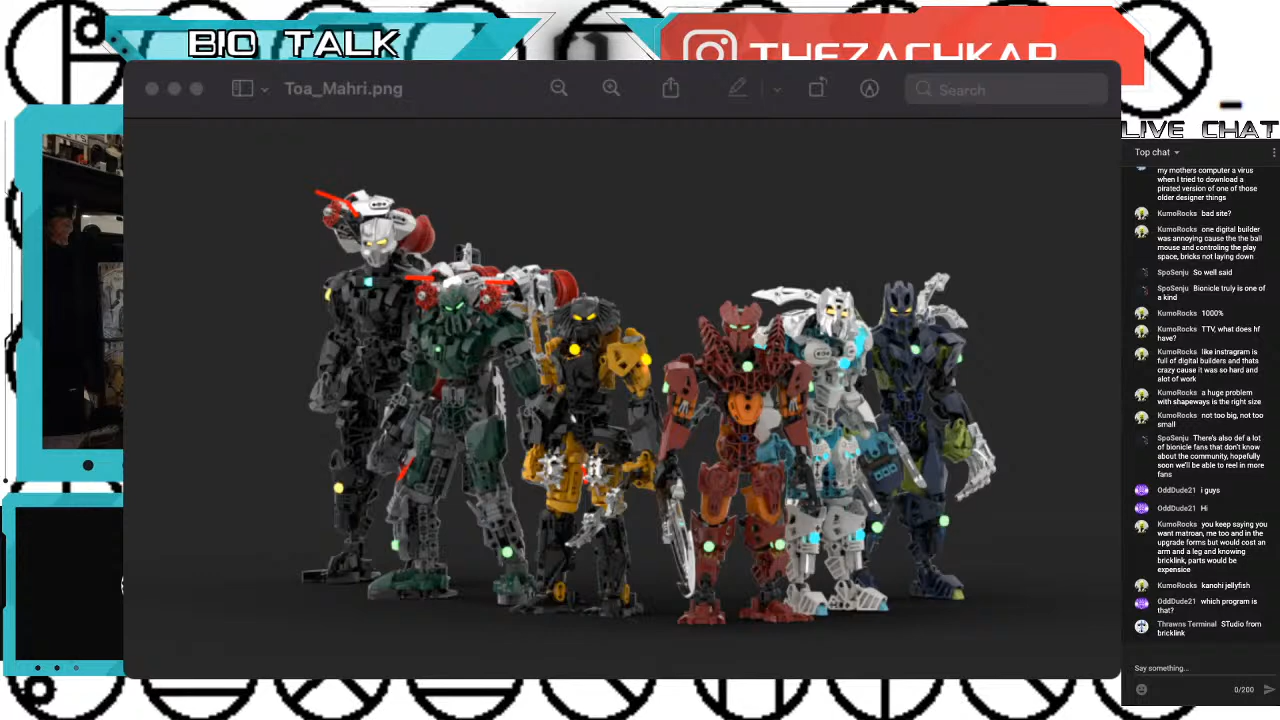 BIO TALK
THEZACHKAP
Toa_Mahri.png
Search
LIVE CHAT
Top chat
my mothers computer a virus
when I tried to download a
pirated version of one of those
older designer things
KumoRocks bad site?
KumoRocks one digital builder
was annoying cause the the ball
mouse and controling the play
space, bricks not laying down
SpoSenju So well said
SpoSenju Bionicle truly is one of
a kind
KumoRocks 1000%
KumoRocks TTV, what does hf
have?
KumoRocks like instragram is
full of digital builders and thats
crazy cause it was so hard and
alot of work
KumoRocks a huge problem
with shapeways is the right size
KumoRocks not too big, not too
small
SpoSenju There's also def a lot
of bionicle fans that don't know
about the community, hopefully
soon we'll be able to reel in more
fans
OddDude21 i guys
OddDude21 Hi
KumoRocks you keep saying you
want matroan, me too and in the
upgrade forms but would cost an
arm and a leg and knowing
bricklink, parts would be
expensice
KumoRocks kanohi jellyfish
OddDude21 which program is
that?
Thrawns Terminal STudio from
bricklink
Say something...
0/200